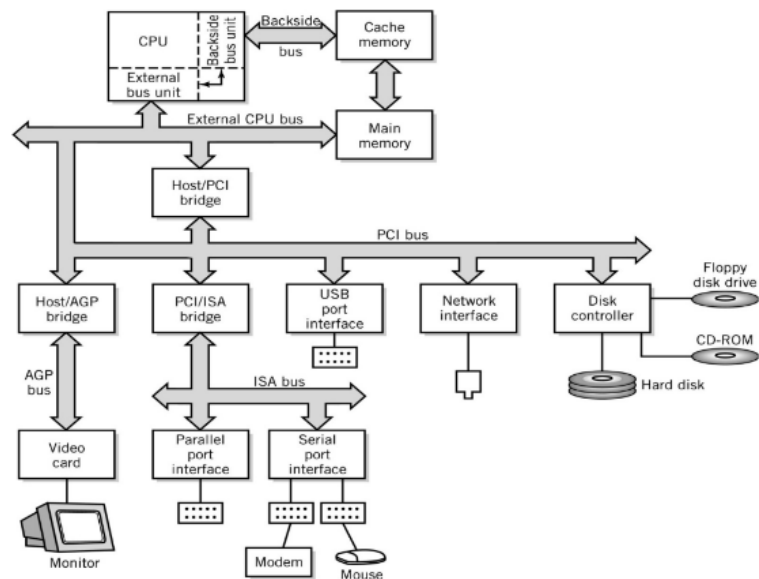 CPU
Backside
bus unit
External
bus unit
Backside
bus
Cache
memory
External CPU bus
Main
memory
Host/PCI
bridge
PCI bus
Host/AGP
bridge
PCI/ISA
bridge
USB
port
interface
Network
interface
Disk
controller
Floppy
disk drive
CD-ROM
Hard disk
AGP
bus
ISA bus
Video
card
Parallel
port
interface
Serial
port
interface
Monitor
Modem
Mouse